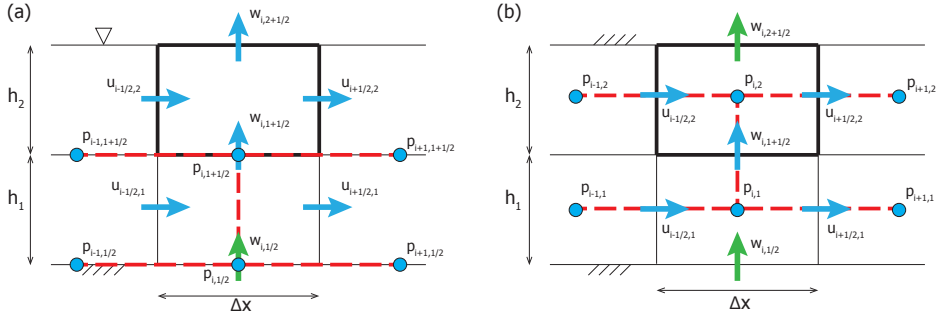 (a)
w_{i,2+1/2}
h_2
u_{i-1/2,2}
u_{i+1/2,2}
w_{i,1+1/2}
p_{i-1,1+1/2}
p_{i,1+1/2}
p_{i+1,1+1/2}
h_1
u_{i-1/2,1}
u_{i+1/2,1}
w_{i,1/2}
p_{i-1,1/2}
p_{i,1/2}
p_{i+1,1/2}
Δx
(b)
w_{i,2+1/2}
p_{i-1,2}
p_{i,2}
p_{i+1,2}
h_2
u_{i-1/2,2}
u_{i+1/2,2}
w_{i,1+1/2}
p_{i-1,1}
p_{i,1}
p_{i+1,1}
h_1
u_{i-1/2,1}
u_{i+1/2,1}
w_{i,1/2}
Δx